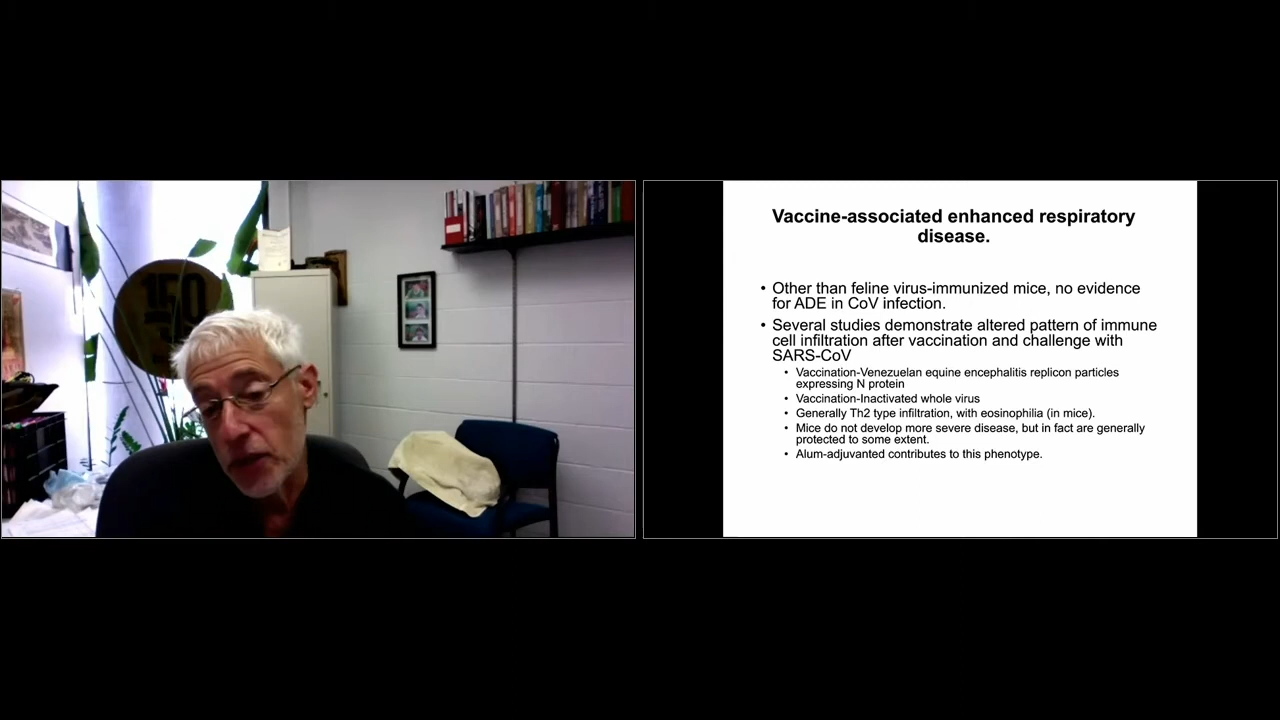 150
Vaccine-associated enhanced respiratory
disease.
• Other than feline virus-immunized mice, no evidence
for ADE in CoV infection.
• Several studies demonstrate altered pattern of immune
cell infiltration after vaccination and challenge with
SARS-CoV
• Vaccination-Venezuelan equine encephalitis replicon particles
expressing N protein
• Vaccination-Inactivated whole virus
• Generally Th2 type infiltration, with eosinophilia (in mice).
• Mice do not develop more severe disease, but in fact are generally
protected to some extent.
• Alum-adjuvanted contributes to this phenotype.